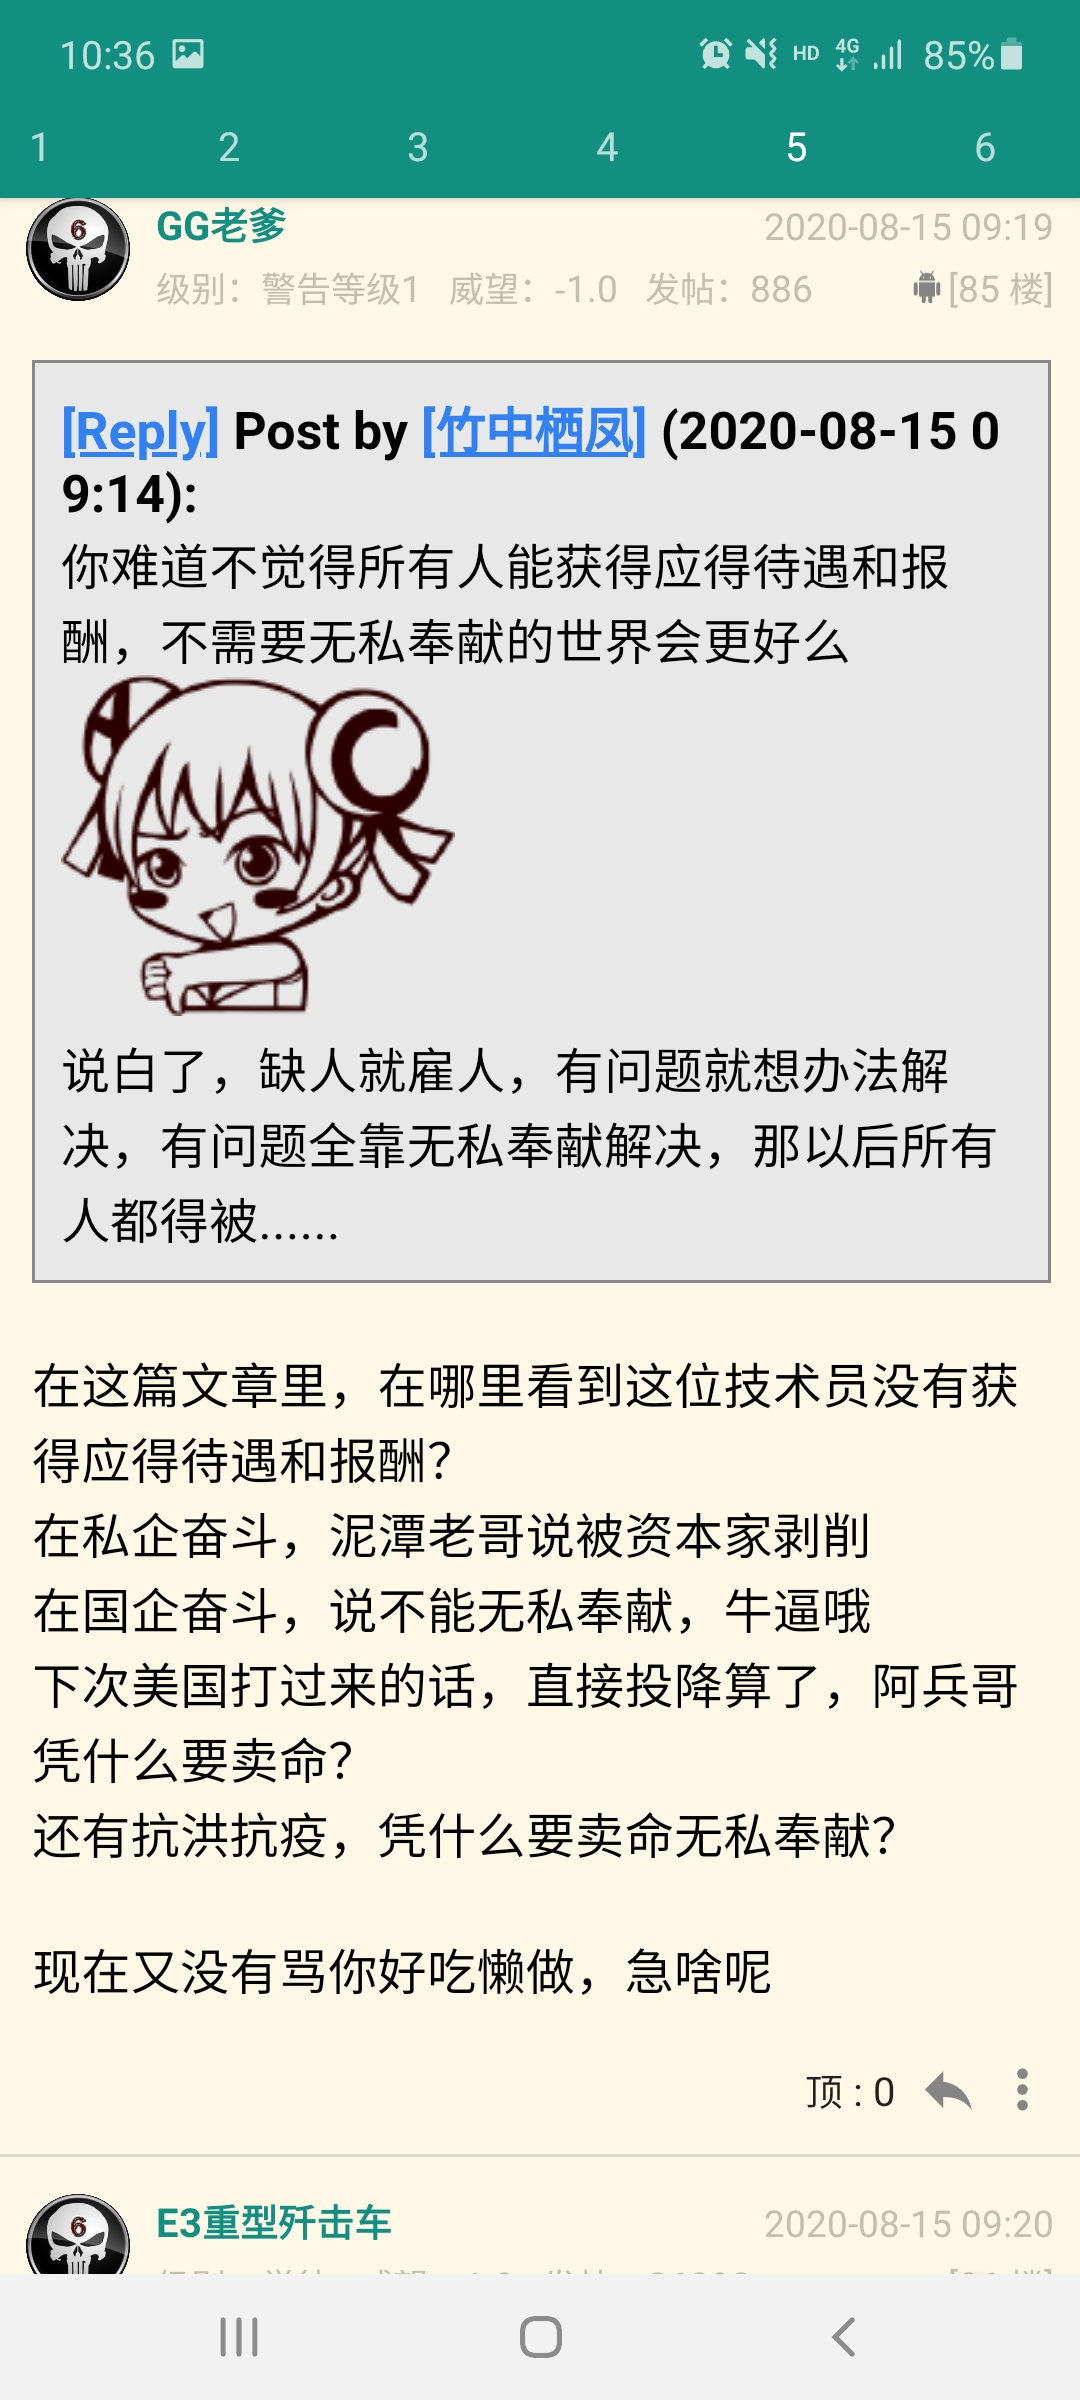 10:36 HD 4G 85%
1 2 3 4 5 6
6
GG老爹 2020-08-15 09:19
级别：警告等级1 威望：-1.0 发帖：886 [85 楼]
[Reply] Post by [竹中栖凤] (2020-08-15 0
9:14):
你难道不觉得所有人能获得应得待遇和报
酬，不需要无私奉献的世界会更好么
说白了，缺人就雇人，有问题就想办法解
决，有问题全靠无私奉献解决，那以后所有
人都得被......
在这篇文章里，在哪里看到这位技术员没有获
得应得待遇和报酬？
在私企奋斗，泥潭老哥说被资本家剥削
在国企奋斗，说不能无私奉献，牛逼哦
下次美国打过来的话，直接投降算了，阿兵哥
凭什么要卖命？
还有抗洪抗疫，凭什么要卖命无私奉献？
现在又没有骂你好吃懒做，急啥呢
顶 : 0
6
E3重型歼击车 2020-08-15 09:20